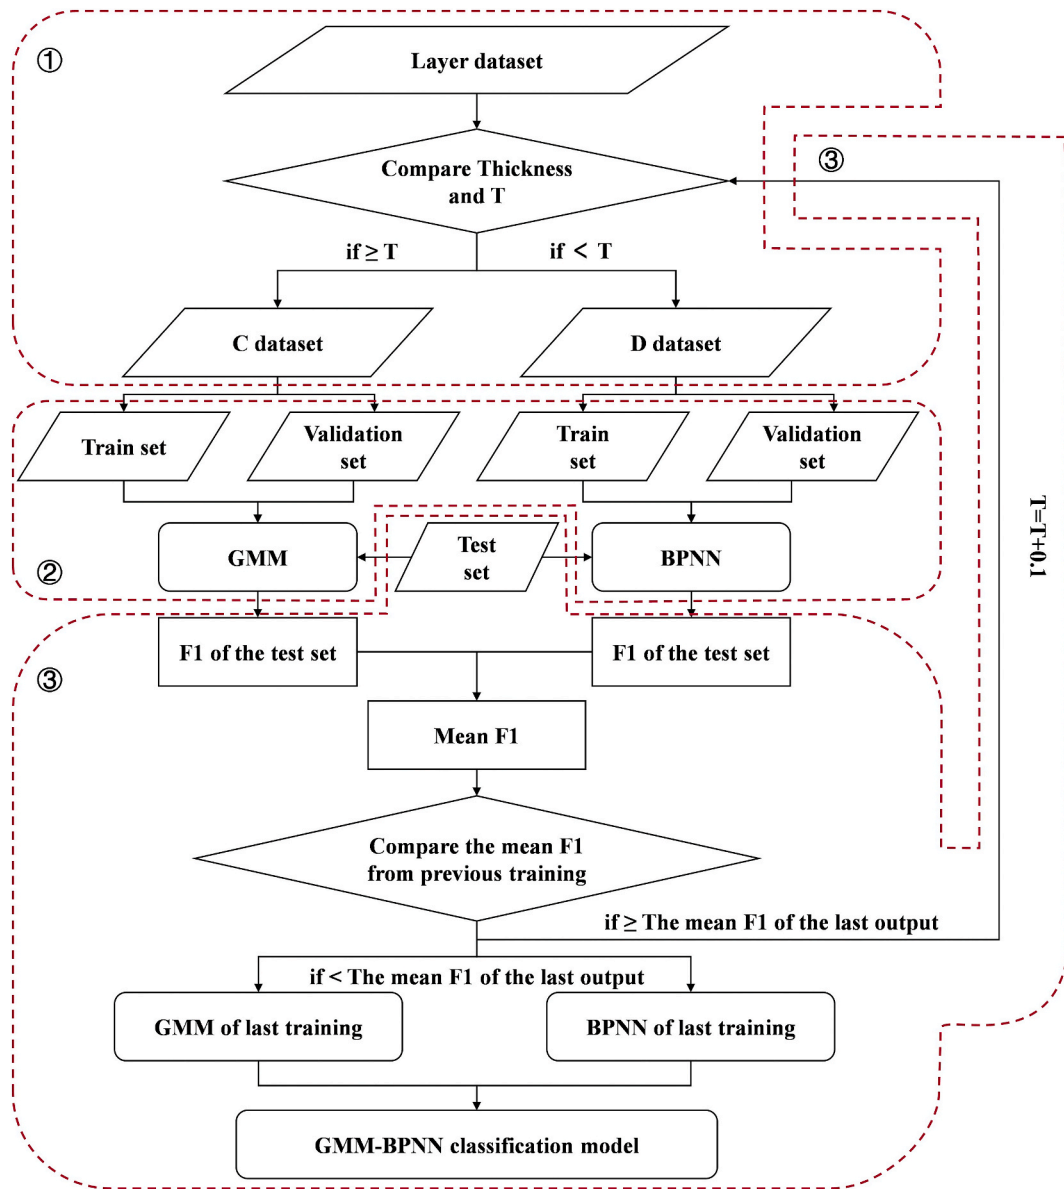 ①
Layer dataset
Compare Thickness
and T
③
if ≥ T
if < T
C dataset
D dataset
Train set
Validation
set
Train
set
Validation
set
GMM
Test
set
BPNN
②
T=T+0.1
F1 of the test set
F1 of the test set
③
Mean F1
Compare the mean F1
from previous training
if ≥ The mean F1 of the last output
if < The mean F1 of the last output
GMM of last training
BPNN of last training
GMM-BPNN classification model